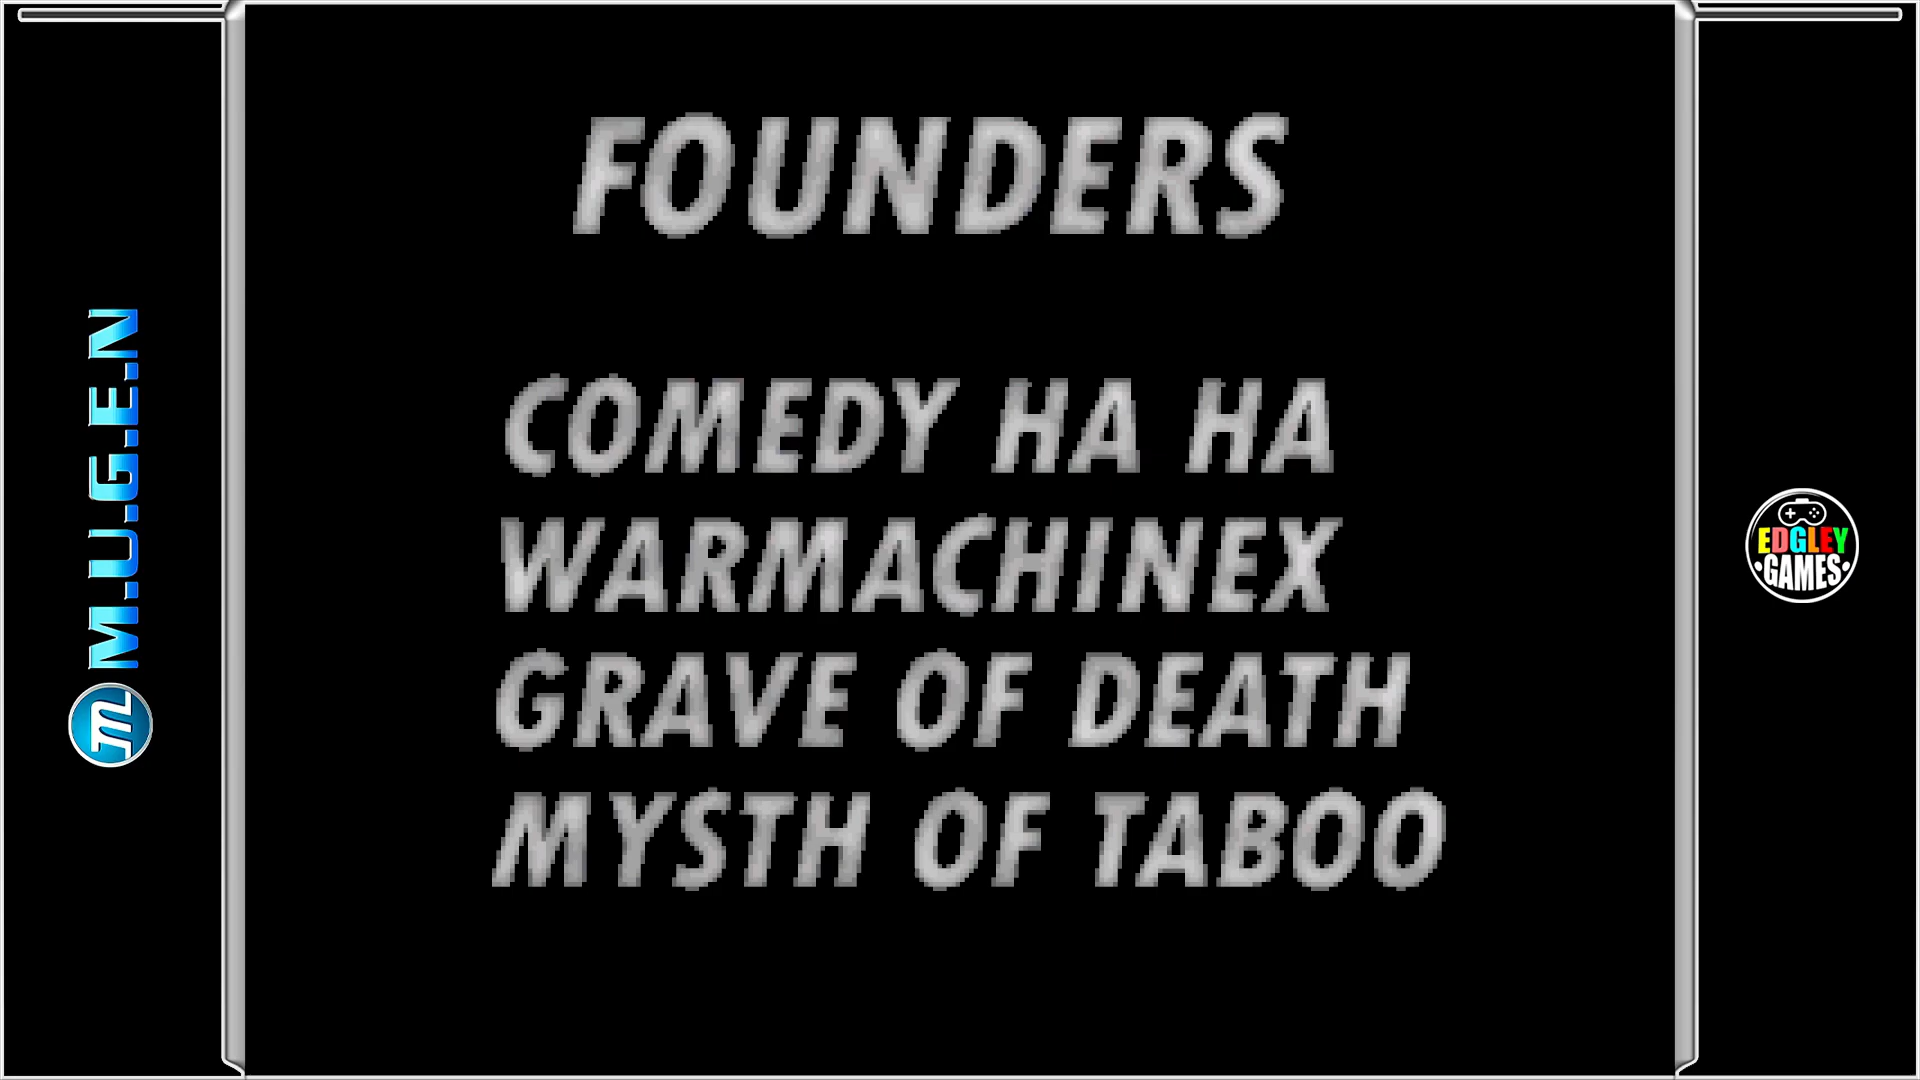 FOUNDERS
COMEDY HA HA
WARMACHINEX
GRAVE OF DEATH
MYSTH OF TABOO
M.U.G.E.N
EDGLEY
GAMES